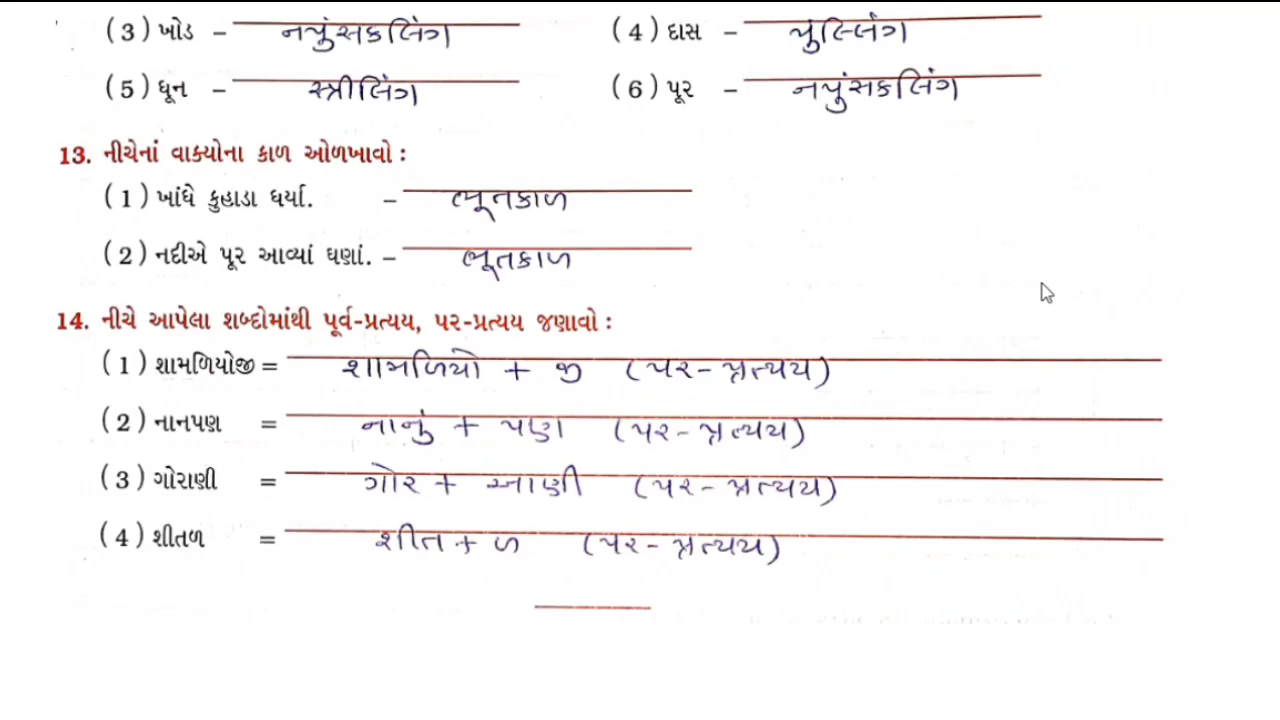 (3) ખોડ - નપુંસકલિંગ (4) દાસ - પુંલ્લિંગ
(5) ધૂન - સ્ત્રીલિંગ (6) પૂર - નપુંસકલિંગ
13. નીચેનાં વાક્યોના કાળ ઓળખાવો :
(1) ખાંધે કુહાડા ધર્યા. - ભૂતકાળ
(2) નદીએ પૂર આવ્યાં ઘણાં. - ભૂતકાળ
14. નીચે આપેલા શબ્દોમાંથી પૂર્વ-પ્રત્યય, પર-પ્રત્યય જણાવો :
(1) શામળિયોજી = શામળિયો + જી (પર-પ્રત્યય)
(2) નાનપણ = નાનું + પણ (પર-પ્રત્યય)
(3) ગોરાણી = ગોર + આણી (પર-પ્રત્યય)
(4) શીતળ = શીત + ળ (પર-પ્રત્યય)